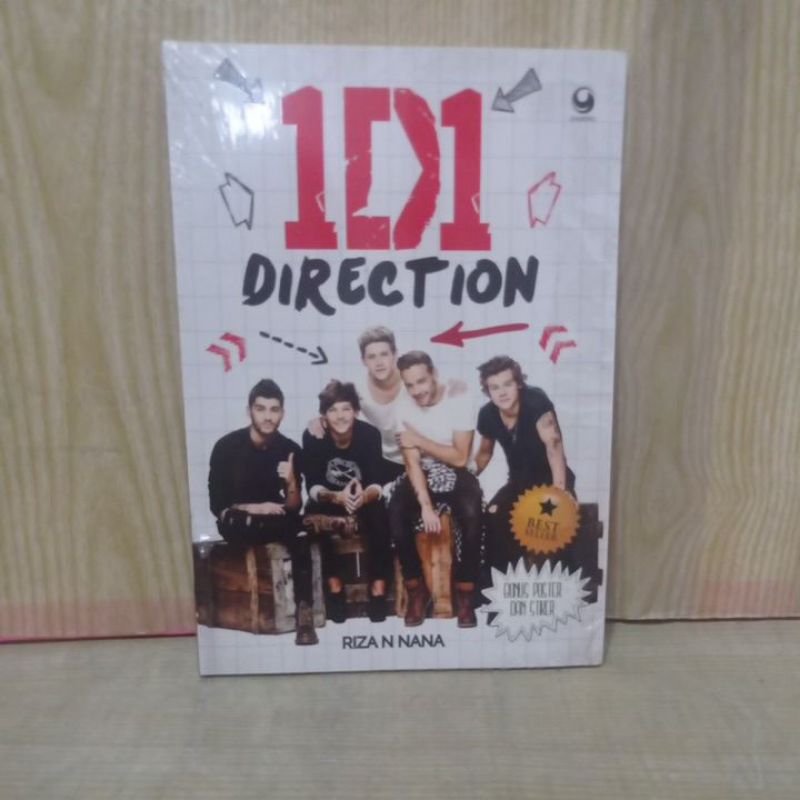 1D1
DIRECTION
BEST
SELLER
BONUS POSTER
DAN STIKER
RIZA N NANA